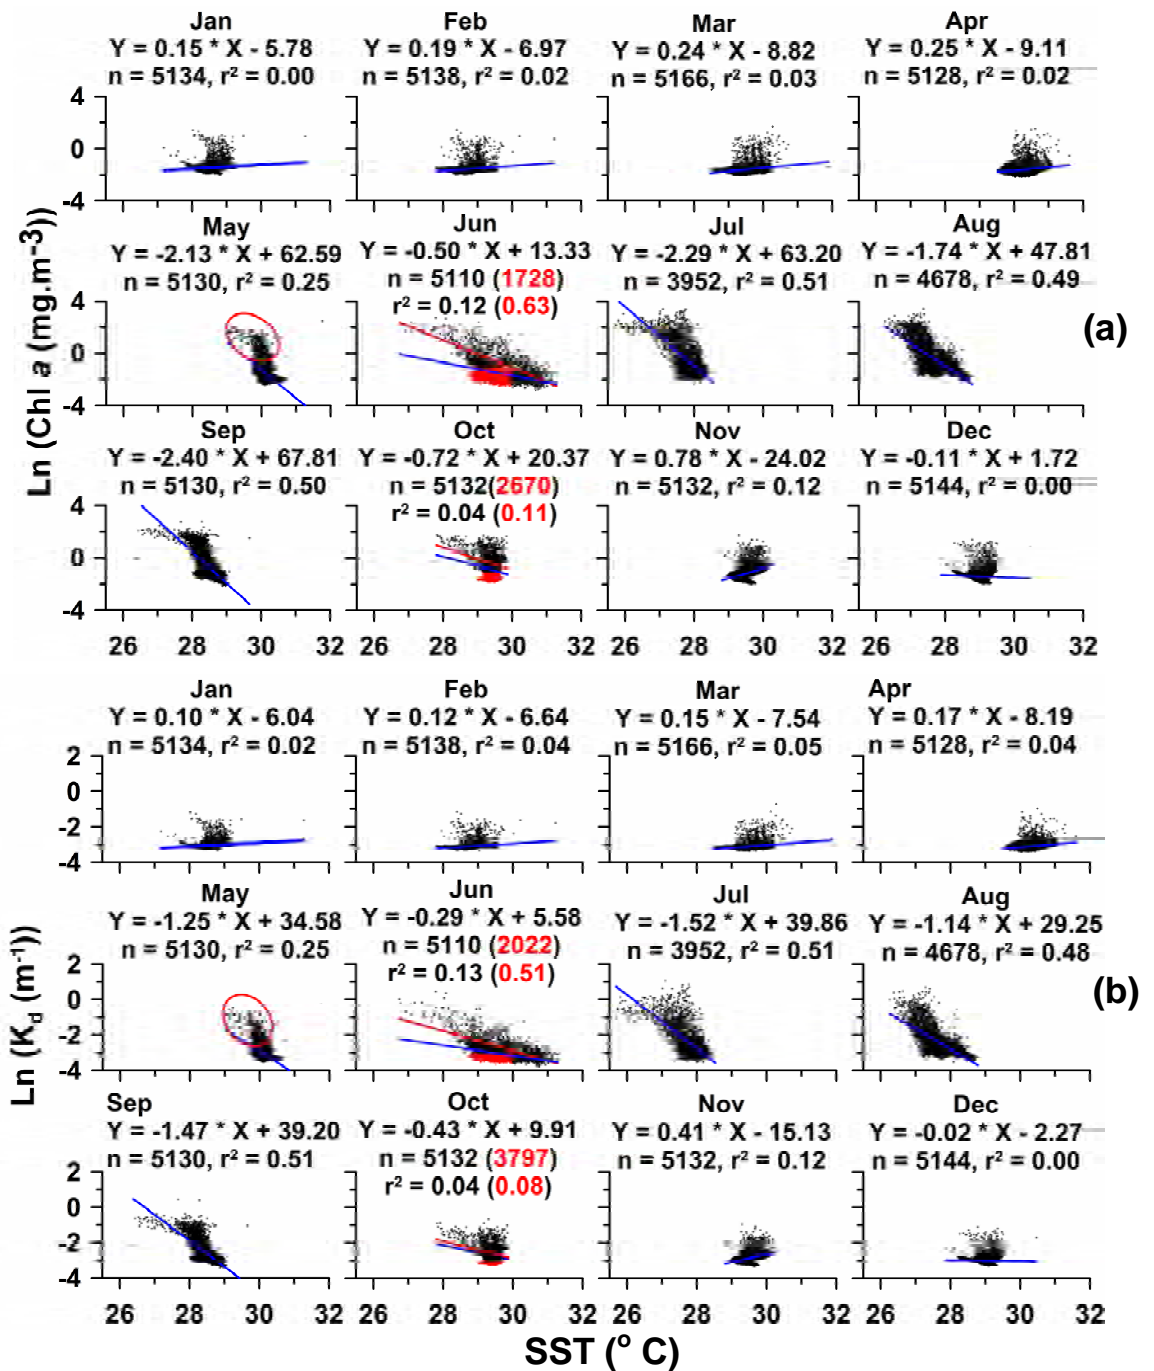 Jan
Y = 0.15 * X - 5.78
n = 5134, r² = 0.00
Feb
Y = 0.19 * X - 6.97
n = 5138, r² = 0.02
Mar
Y = 0.24 * X - 8.82
n = 5166, r² = 0.03
Apr
Y = 0.25 * X - 9.11
n = 5128, r² = 0.02
4
0
-4
May
Y = -2.13 * X + 62.59
n = 5130, r² = 0.25
Jun
Y = -0.50 * X + 13.33
n = 5110 (1728)
r² = 0.12 (0.63)
Jul
Y = -2.29 * X + 63.20
n = 3952, r² = 0.51
Aug
Y = -1.74 * X + 47.81
n = 4678, r² = 0.49
4
0
-4
(a)
Ln (Chl a (mg.m⁻³))
Sep
Y = -2.40 * X + 67.81
n = 5130, r² = 0.50
Oct
Y = -0.72 * X + 20.37
n = 5132(2670)
r² = 0.04 (0.11)
Nov
Y = 0.78 * X - 24.02
n = 5132, r² = 0.12
Dec
Y = -0.11 * X + 1.72
n = 5144, r² = 0.00
4
0
-4
26 28 30 32 26 28 30 32 26 28 30 32 26 28 30 32
Jan
Y = 0.10 * X - 6.04
n = 5134, r² = 0.02
Feb
Y = 0.12 * X - 6.64
n = 5138, r² = 0.04
Mar
Y = 0.15 * X - 7.54
n = 5166, r² = 0.05
Apr
Y = 0.17 * X - 8.19
n = 5128, r² = 0.04
2
0
-2
-4
May
Y = -1.25 * X + 34.58
n = 5130, r² = 0.25
Jun
Y = -0.29 * X + 5.58
n = 5110 (2022)
r² = 0.13 (0.51)
Jul
Y = -1.52 * X + 39.86
n = 3952, r² = 0.51
Aug
Y = -1.14 * X + 29.25
n = 4678, r² = 0.48
2
0
-2
-4
(b)
Ln (K_d (m⁻¹))
Sep
Y = -1.47 * X + 39.20
n = 5130, r² = 0.51
Oct
Y = -0.43 * X + 9.91
n = 5132 (3797)
r² = 0.04 (0.08)
Nov
Y = 0.41 * X - 15.13
n = 5132, r² = 0.12
Dec
Y = -0.02 * X - 2.27
n = 5144, r² = 0.00
2
0
-2
-4
26 28 30 32 26 28 30 32 26 28 30 32 26 28 30 32
SST (° C)